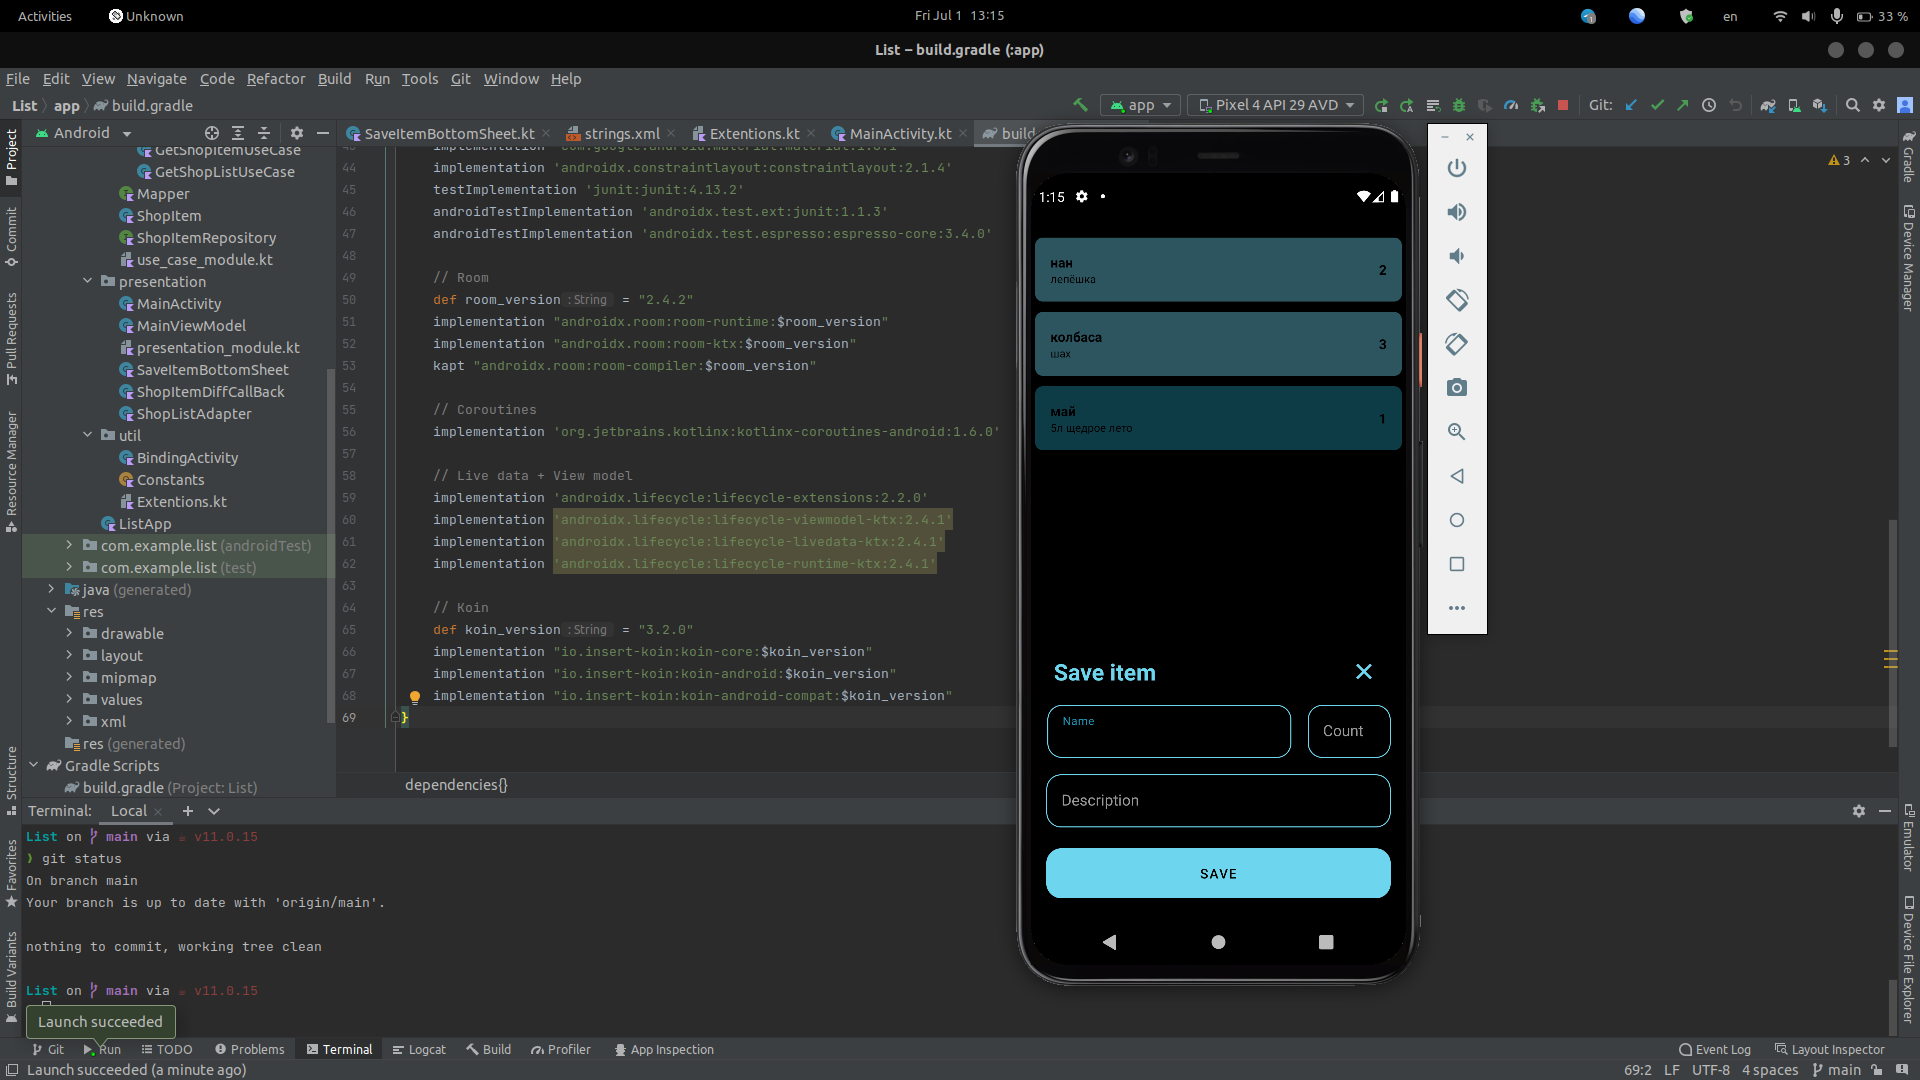 Activities
Unknown
Fri Jul 1 13:15
en
33 %
List – build.gradle (:app)
File Edit View Navigate Code Refactor Build Run Tools Git Window Help
List app build.gradle
app
Pixel 4 API 29 AVD
Git:
Android
SaveItemBottomSheet.kt
strings.xml
Extentions.kt
MainActivity.kt
build.
Project
Commit
Pull Requests
Resource Manager
Structure
Favorites
Build Variants
GetShopItemUseCase
GetShopListUseCase
Mapper
ShopItem
ShopItemRepository
use_case_module.kt
presentation
MainActivity
MainViewModel
presentation_module.kt
SaveItemBottomSheet
ShopItemDiffCallBack
ShopListAdapter
util
BindingActivity
Constants
Extentions.kt
ListApp
com.example.list (androidTest)
com.example.list (test)
java (generated)
res
drawable
layout
mipmap
values
xml
res (generated)
Gradle Scripts
build.gradle (Project: List)
44 implementation 'androidx.constraintlayout:constraintlayout:2.1.4'
45 testImplementation 'junit:junit:4.13.2'
46 androidTestImplementation 'androidx.test.ext:junit:1.1.3'
47 androidTestImplementation 'androidx.test.espresso:espresso-core:3.4.0'
48
49 // Room
50 def room_version :String = "2.4.2"
51 implementation "androidx.room:room-runtime:$room_version"
52 implementation "androidx.room:room-ktx:$room_version"
53 kapt "androidx.room:room-compiler:$room_version"
54
55 // Coroutines
56 implementation 'org.jetbrains.kotlinx:kotlinx-coroutines-android:1.6.0'
57
58 // Live data + View model
59 implementation 'androidx.lifecycle:lifecycle-extensions:2.2.0'
60 implementation 'androidx.lifecycle:lifecycle-viewmodel-ktx:2.4.1'
61 implementation 'androidx.lifecycle:lifecycle-livedata-ktx:2.4.1'
62 implementation 'androidx.lifecycle:lifecycle-runtime-ktx:2.4.1'
63
64 // Koin
65 def koin_version :String = "3.2.0"
66 implementation "io.insert-koin:koin-core:$koin_version"
67 implementation "io.insert-koin:koin-android:$koin_version"
68 implementation "io.insert-koin:koin-android-compat:$koin_version"
69 }
dependencies{}
3
1:15
нан
лепёшка
2
колбаса
шах
3
май
5л щедрое лето
1
Save item
Name
Count
Description
SAVE
Gradle
Device Manager
Emulator
Device File Explorer
Terminal: Local
List on main via v11.0.15
❯ git status
On branch main
Your branch is up to date with 'origin/main'.
nothing to commit, working tree clean
List on main via v11.0.15
Launch succeeded
Git
Run
TODO
Problems
Terminal
Logcat
Build
Profiler
App Inspection
Event Log
Layout Inspector
Launch succeeded (a minute ago)
69:2 LF UTF-8 4 spaces main